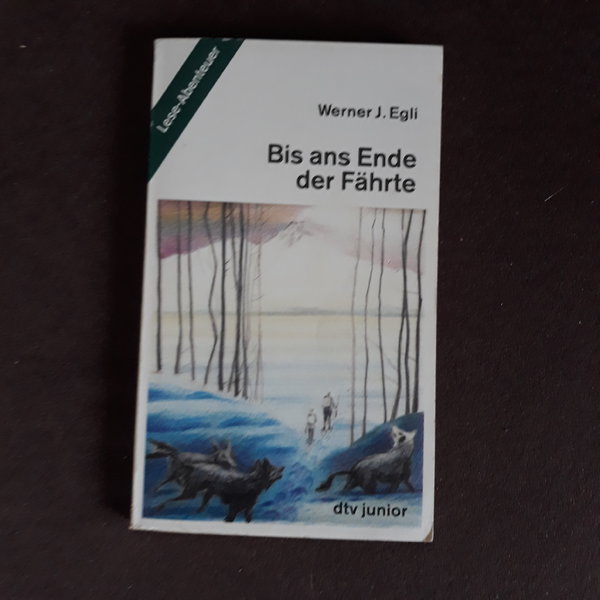 Lese-Abenteuer
Werner J. Egli
Bis ans Ende
der Fährte
dtv junior